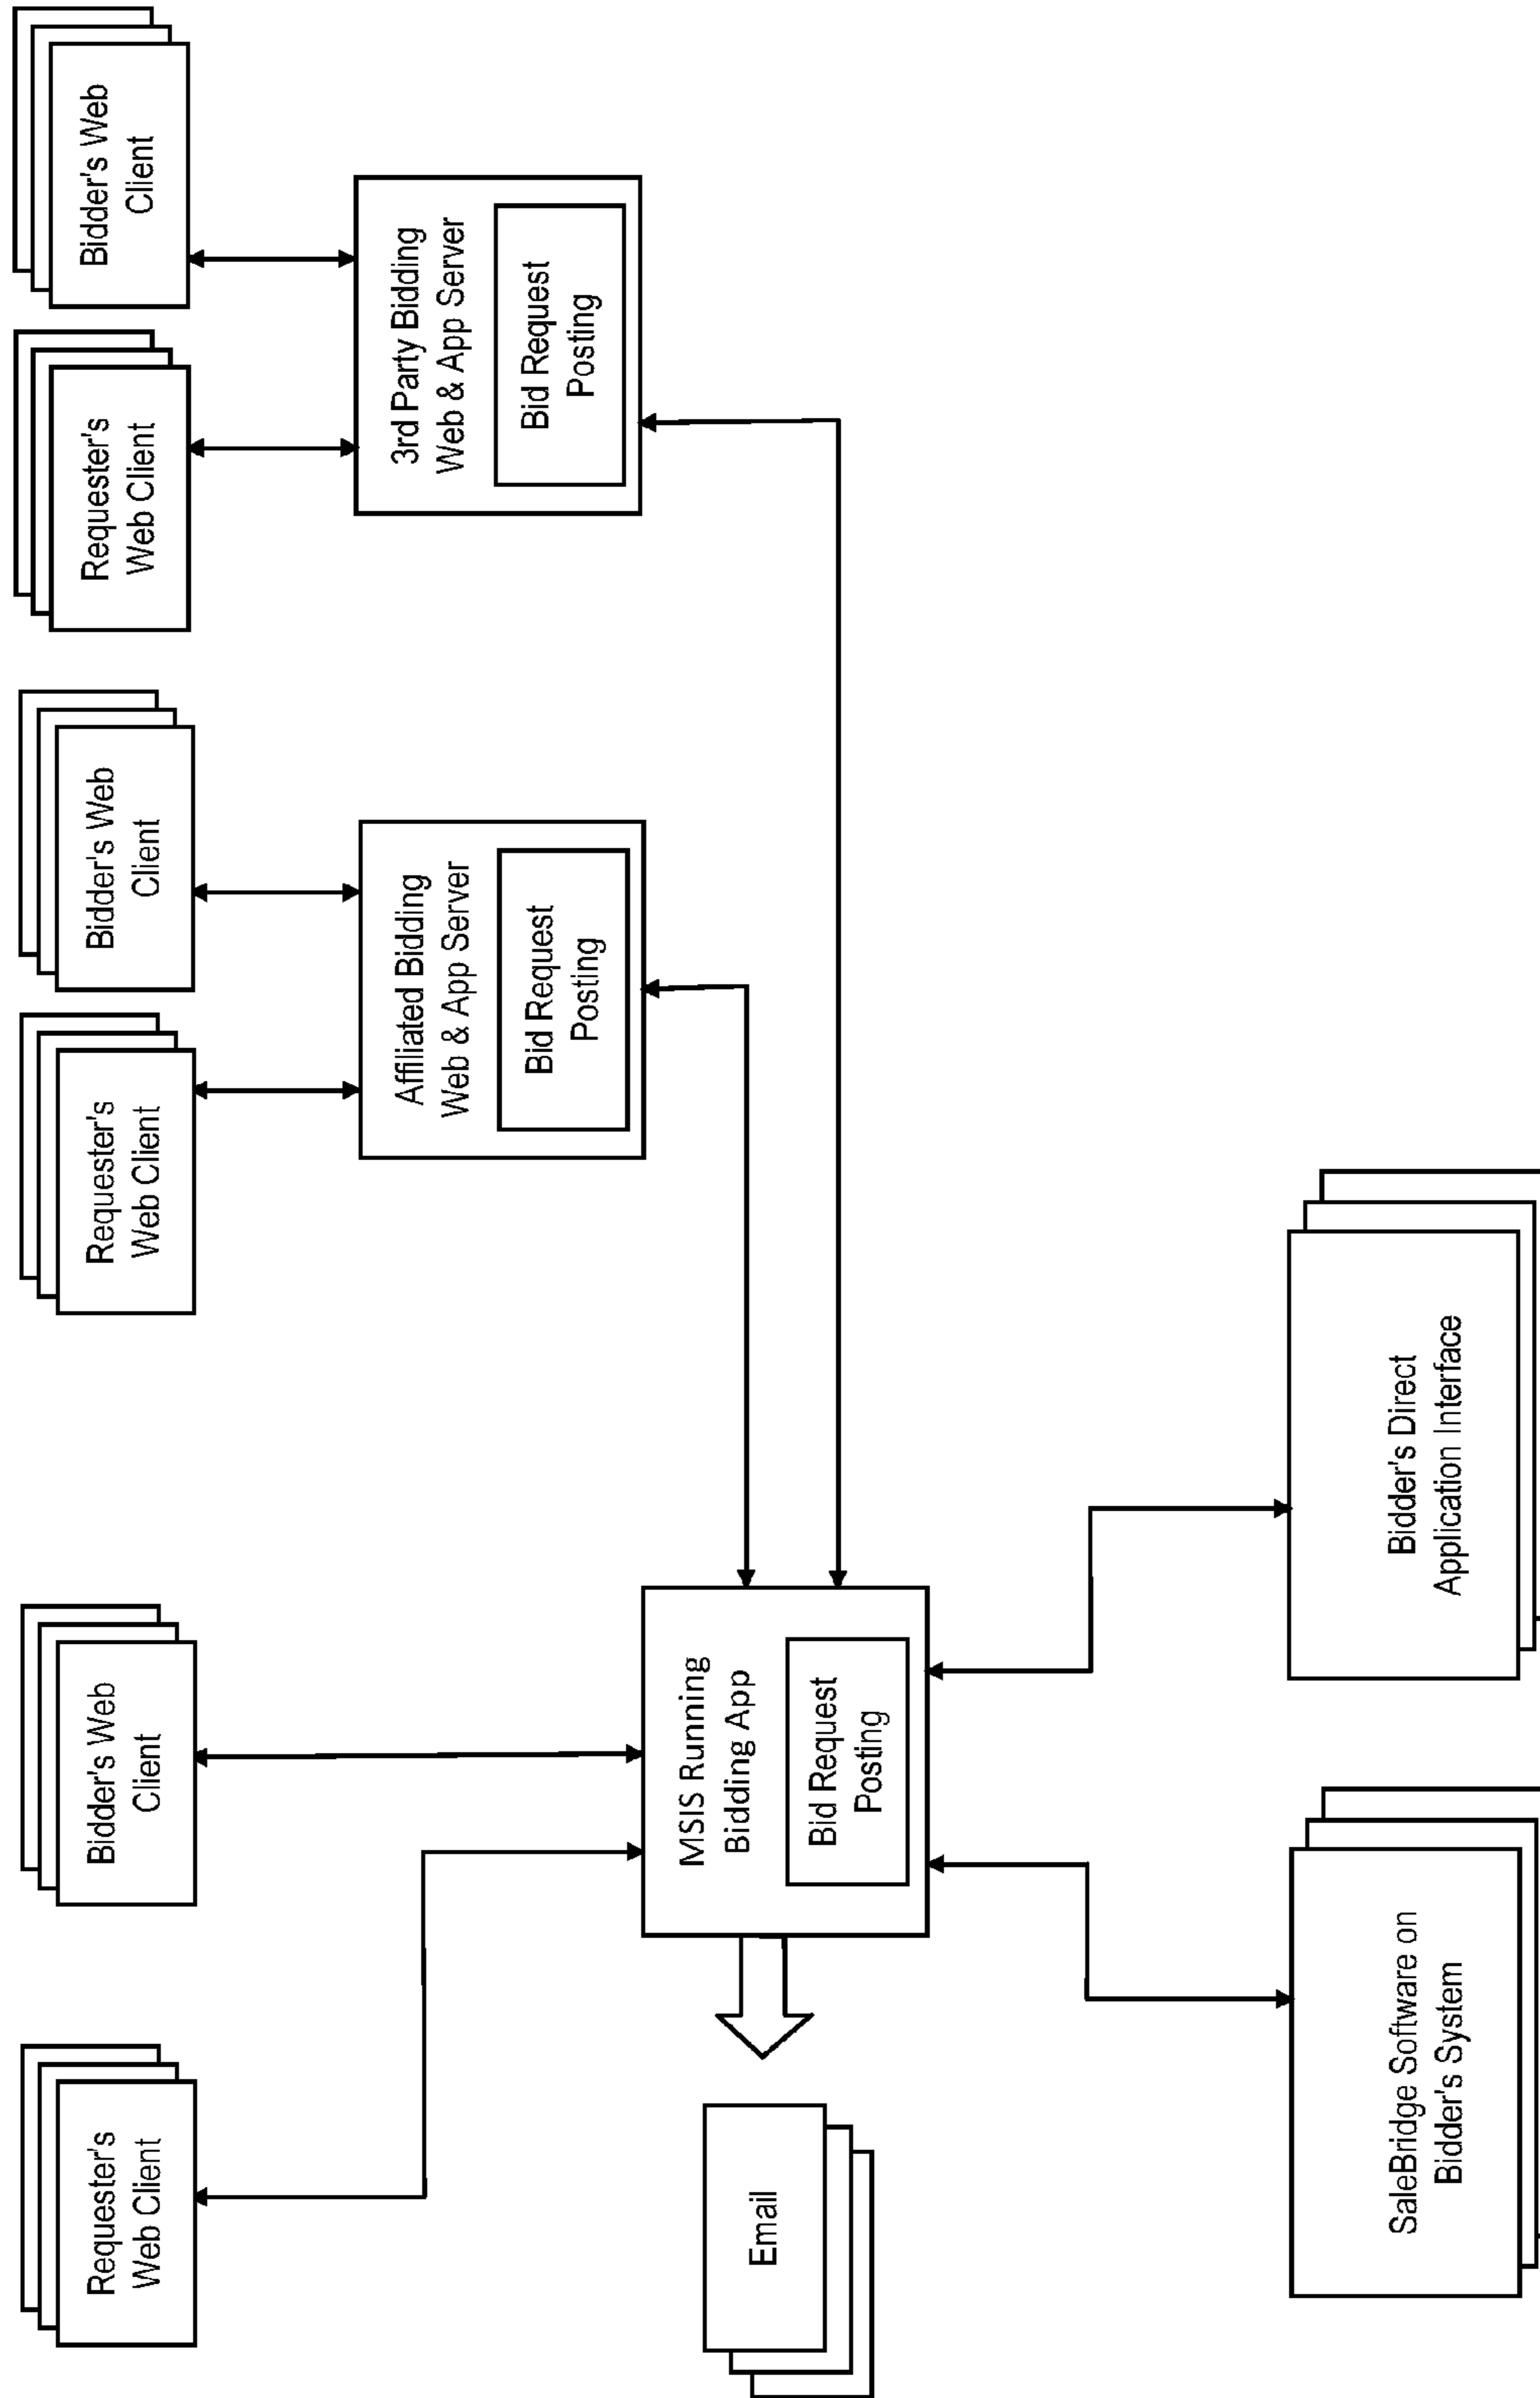 Requester's
Web Client
Bidder's Web
Client
Requester's
Web Client
Bidder's Web
Client
Requester's
Web Client
Bidder's Web
Client
Affiliated Bidding
Web & App Server
Bid Request
Posting
3rd Party Bidding
Web & App Server
Bid Request
Posting
Email
MSIS Running
Bidding App
Bid Request
Posting
SaleBridge Software on
Bidder's System
Bidder's Direct
Application Interface